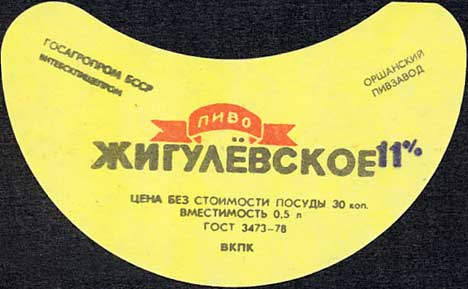 ГОСАГРОПРОМ БССР
ВИТЕБСКПИЩЕПРОМ
ОРШАНСКИЙ
ПИВЗАВОД
ПИВО
ЖИГУЛЁВСКОЕ 11%
ЦЕНА БЕЗ СТОИМОСТИ ПОСУДЫ 30 коп.
ВМЕСТИМОСТЬ 0,5 л
ГОСТ 3473-78
ВКПК